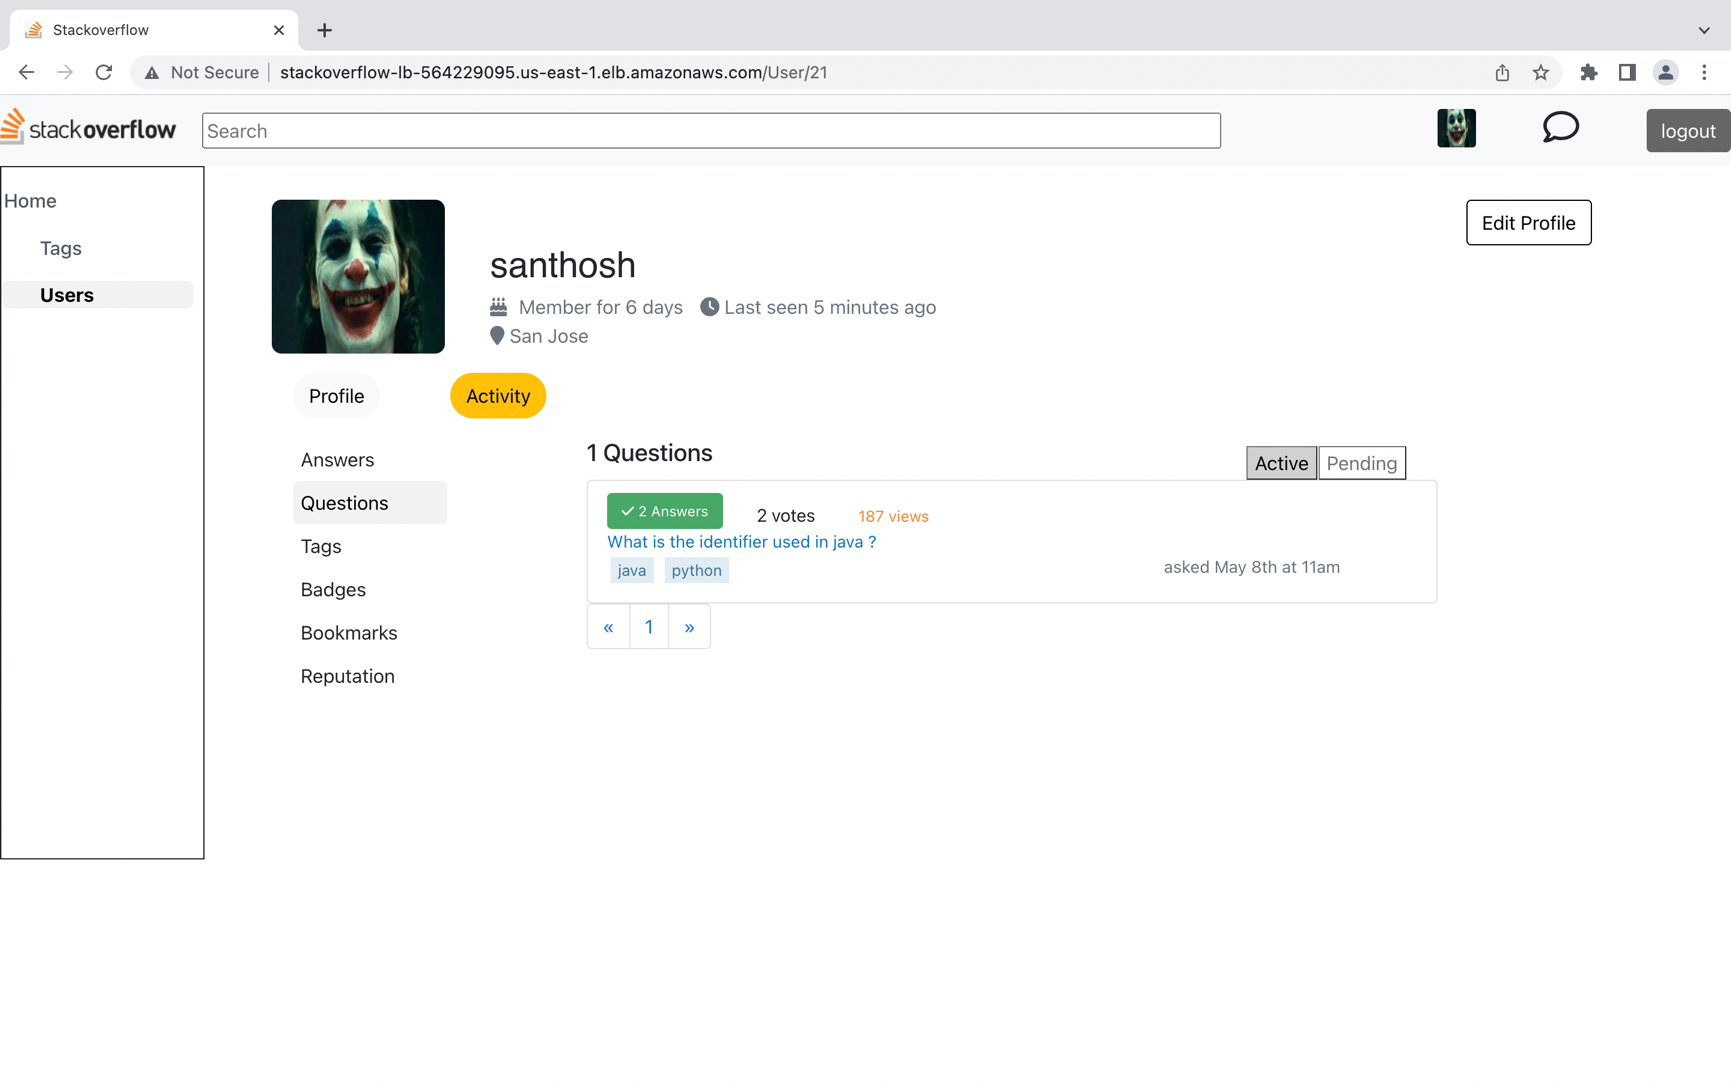 Stackoverflow
Not Secure stackoverflow-lb-564229095.us-east-1.elb.amazonaws.com/User/21
stackoverflow Search logout
Home
Tags
Users
Edit Profile
santhosh
Member for 6 days Last seen 5 minutes ago
San Jose
Profile Activity
Answers
Questions
Tags
Badges
Bookmarks
Reputation
1 Questions
Active Pending
2 Answers 2 votes 187 views
What is the identifier used in java ?
java python asked May 8th at 11am
« 1 »